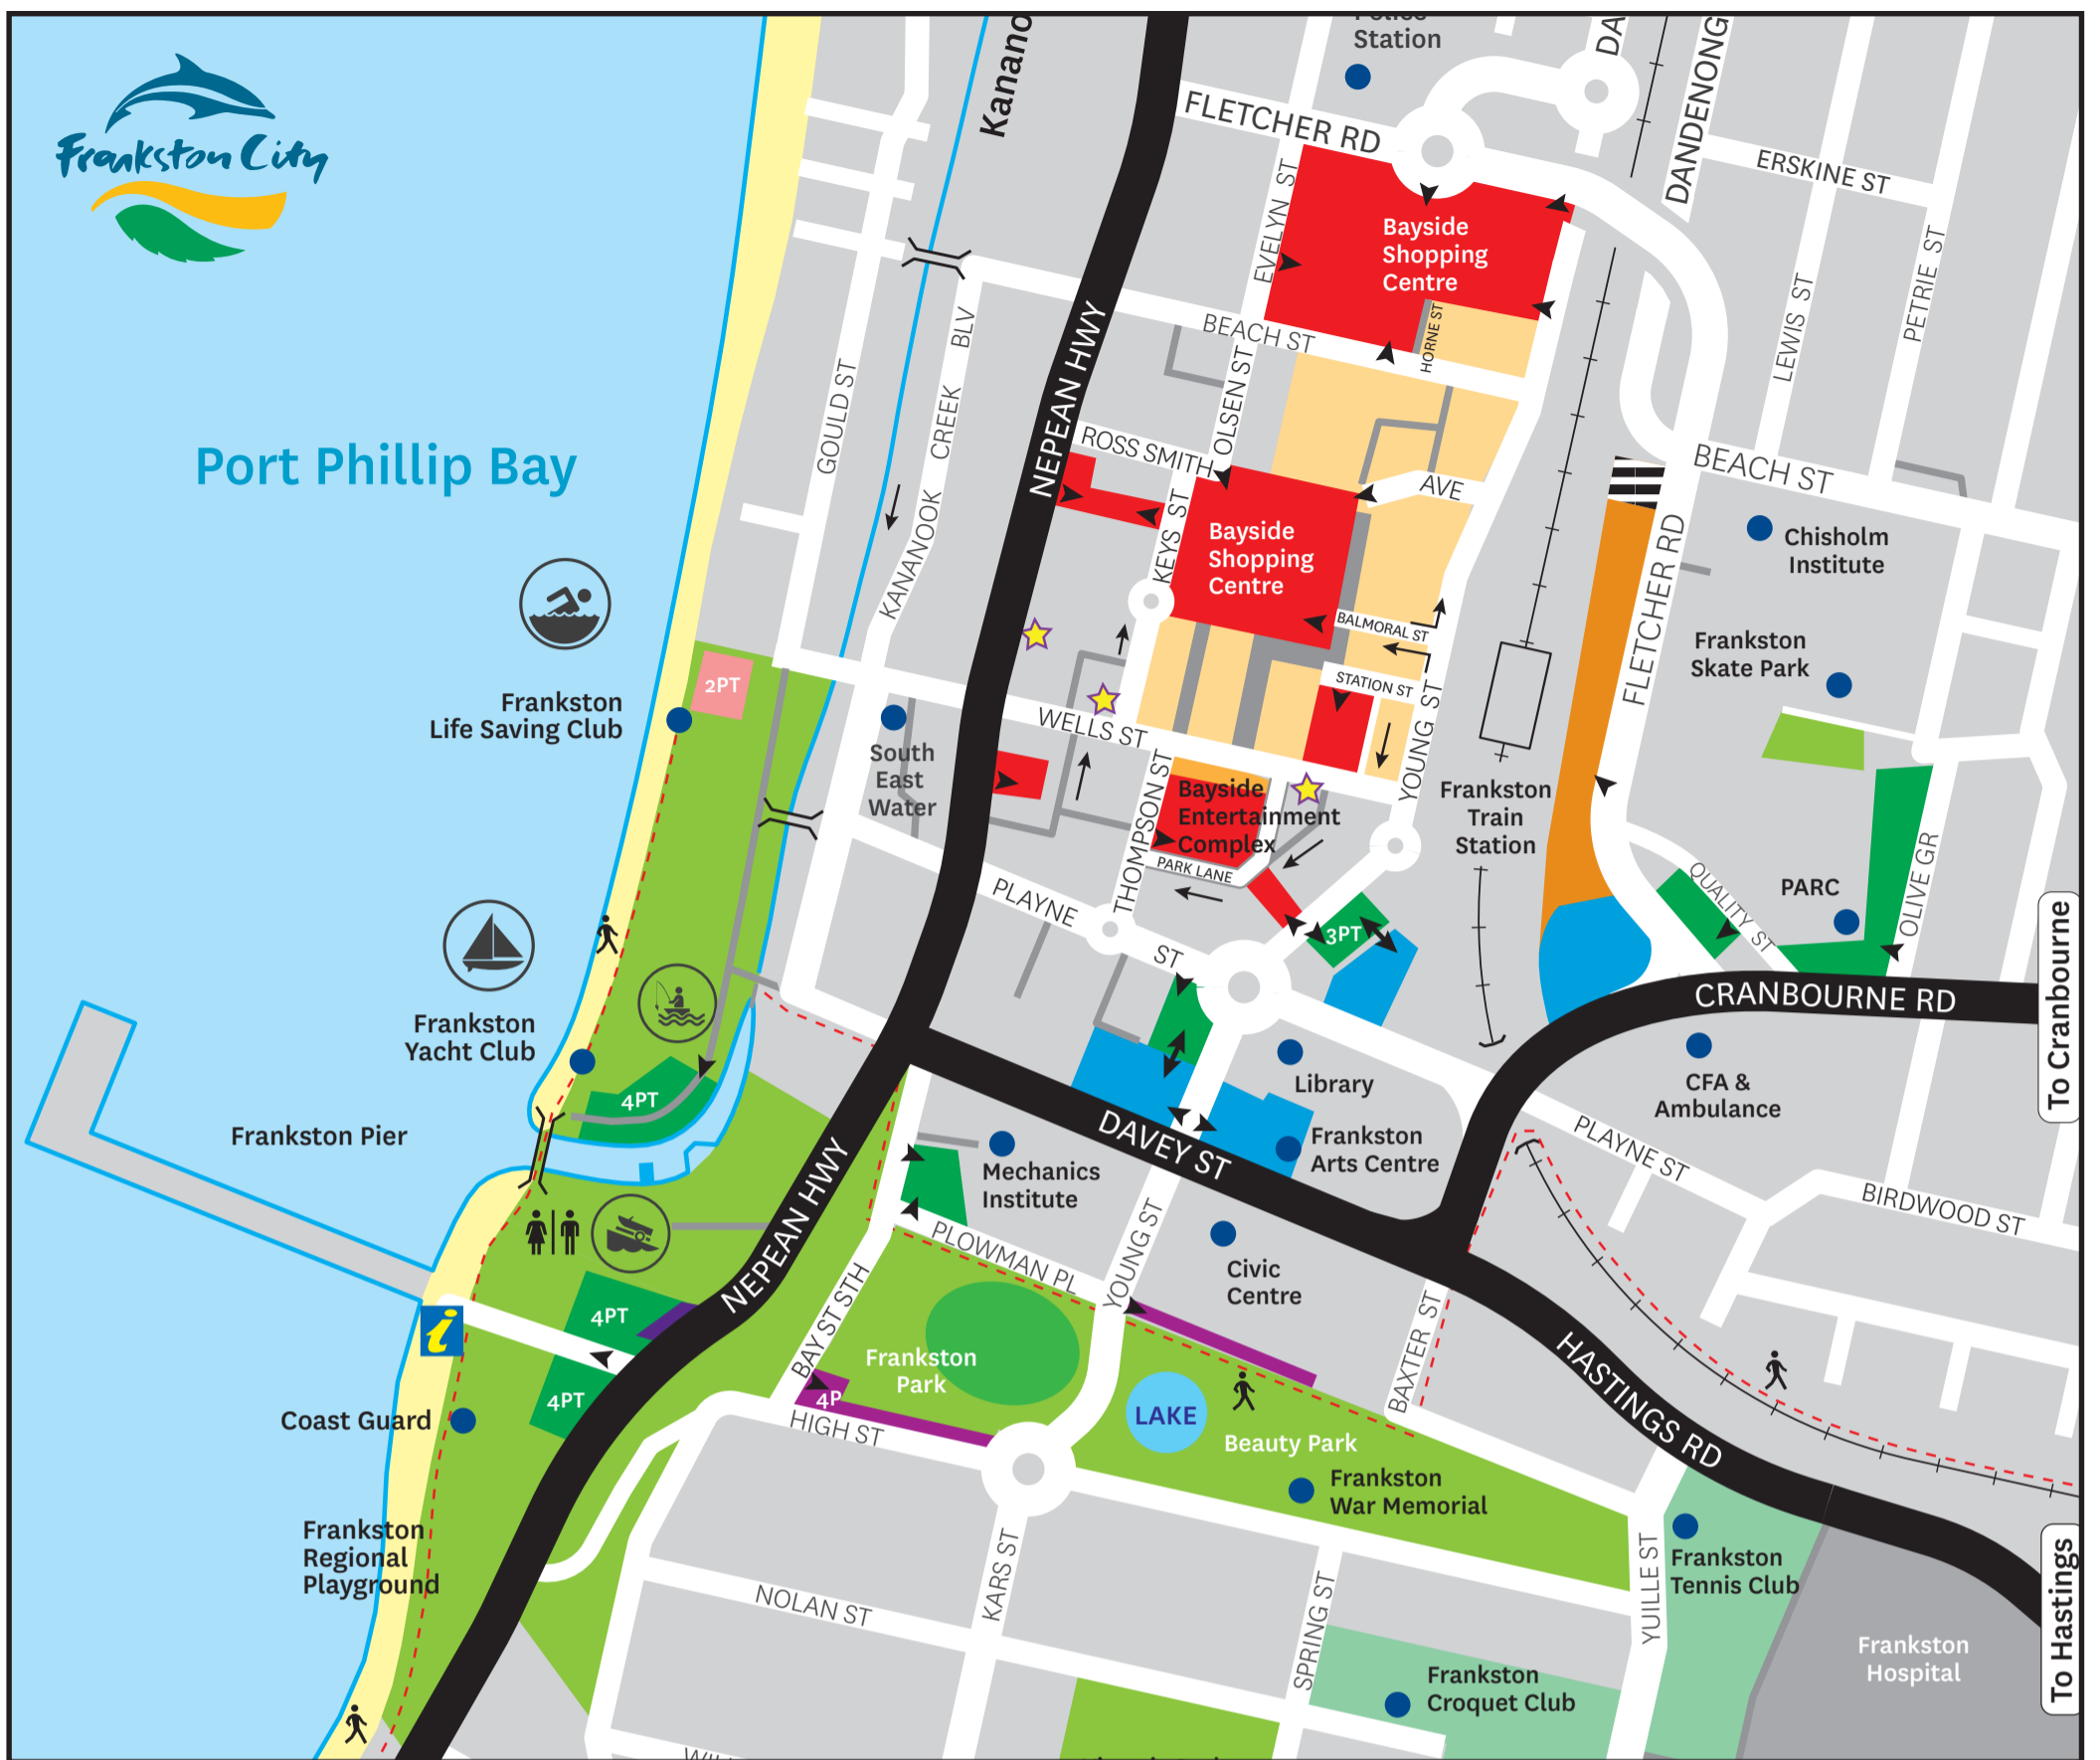 Frankston City
Port Phillip Bay
Station
FLETCHER RD
DANDENONG
ERSKINE ST
EVELYN ST
Bayside
Shopping
Centre
HORNE ST
BEACH ST
LEWIS ST
PETRIE ST
NEPEAN HWY
GOULD ST
KANANOOK CREEK BLV
OLSEN ST
ROSS SMITH
AVE
KEYS ST
Bayside
Shopping
Centre
BEACH ST
Chisholm
Institute
FLETCHER RD
BALMORAL ST
Frankston
Skate Park
STATION ST
2PT
Frankston
Life Saving Club
WELLS ST
South
East
Water
YOUNG ST
THOMPSON ST
Bayside
Entertainment
Complex
Frankston
Train
Station
PARK LANE
PLAYNE
ST
3PT
QUALITY ST
PARC
OLIVE GR
CRANBOURNE RD
To Cranbourne
Frankston
Yacht Club
4PT
Library
CFA &
Ambulance
Frankston Pier
DAVEY ST
Frankston
Arts Centre
Mechanics
Institute
PLAYNE ST
BIRDWOOD ST
NEPEAN HWY
PLOWMAN PL
YOUNG ST
Civic
Centre
i
4PT
4PT
BAY ST STH
Frankston
Park
4P
HIGH ST
LAKE
Beauty Park
BAXTER ST
HASTINGS RD
Coast Guard
Frankston
War Memorial
Frankston
Regional
Playground
NOLAN ST
KARS ST
SPRING ST
YUILLE ST
Frankston
Tennis Club
Frankston
Croquet Club
Frankston
Hospital
To Hastings